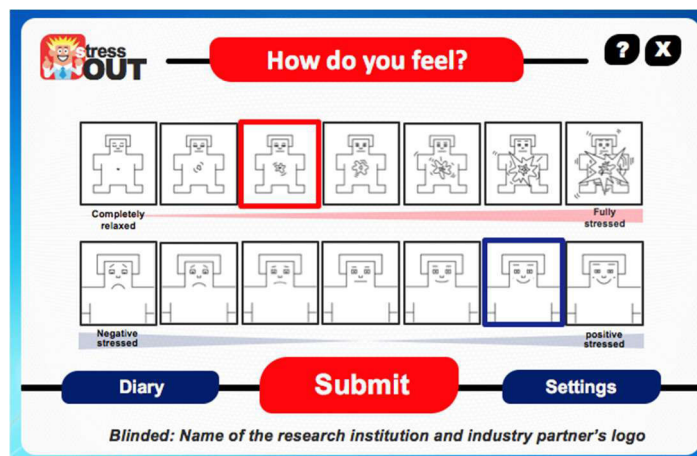 stress
OUT
How do you feel?
? X
Completely
relaxed
Fully
stressed
Negative
stressed
positive
stressed
Diary
Submit
Settings
Blinded: Name of the research institution and industry partner's logo